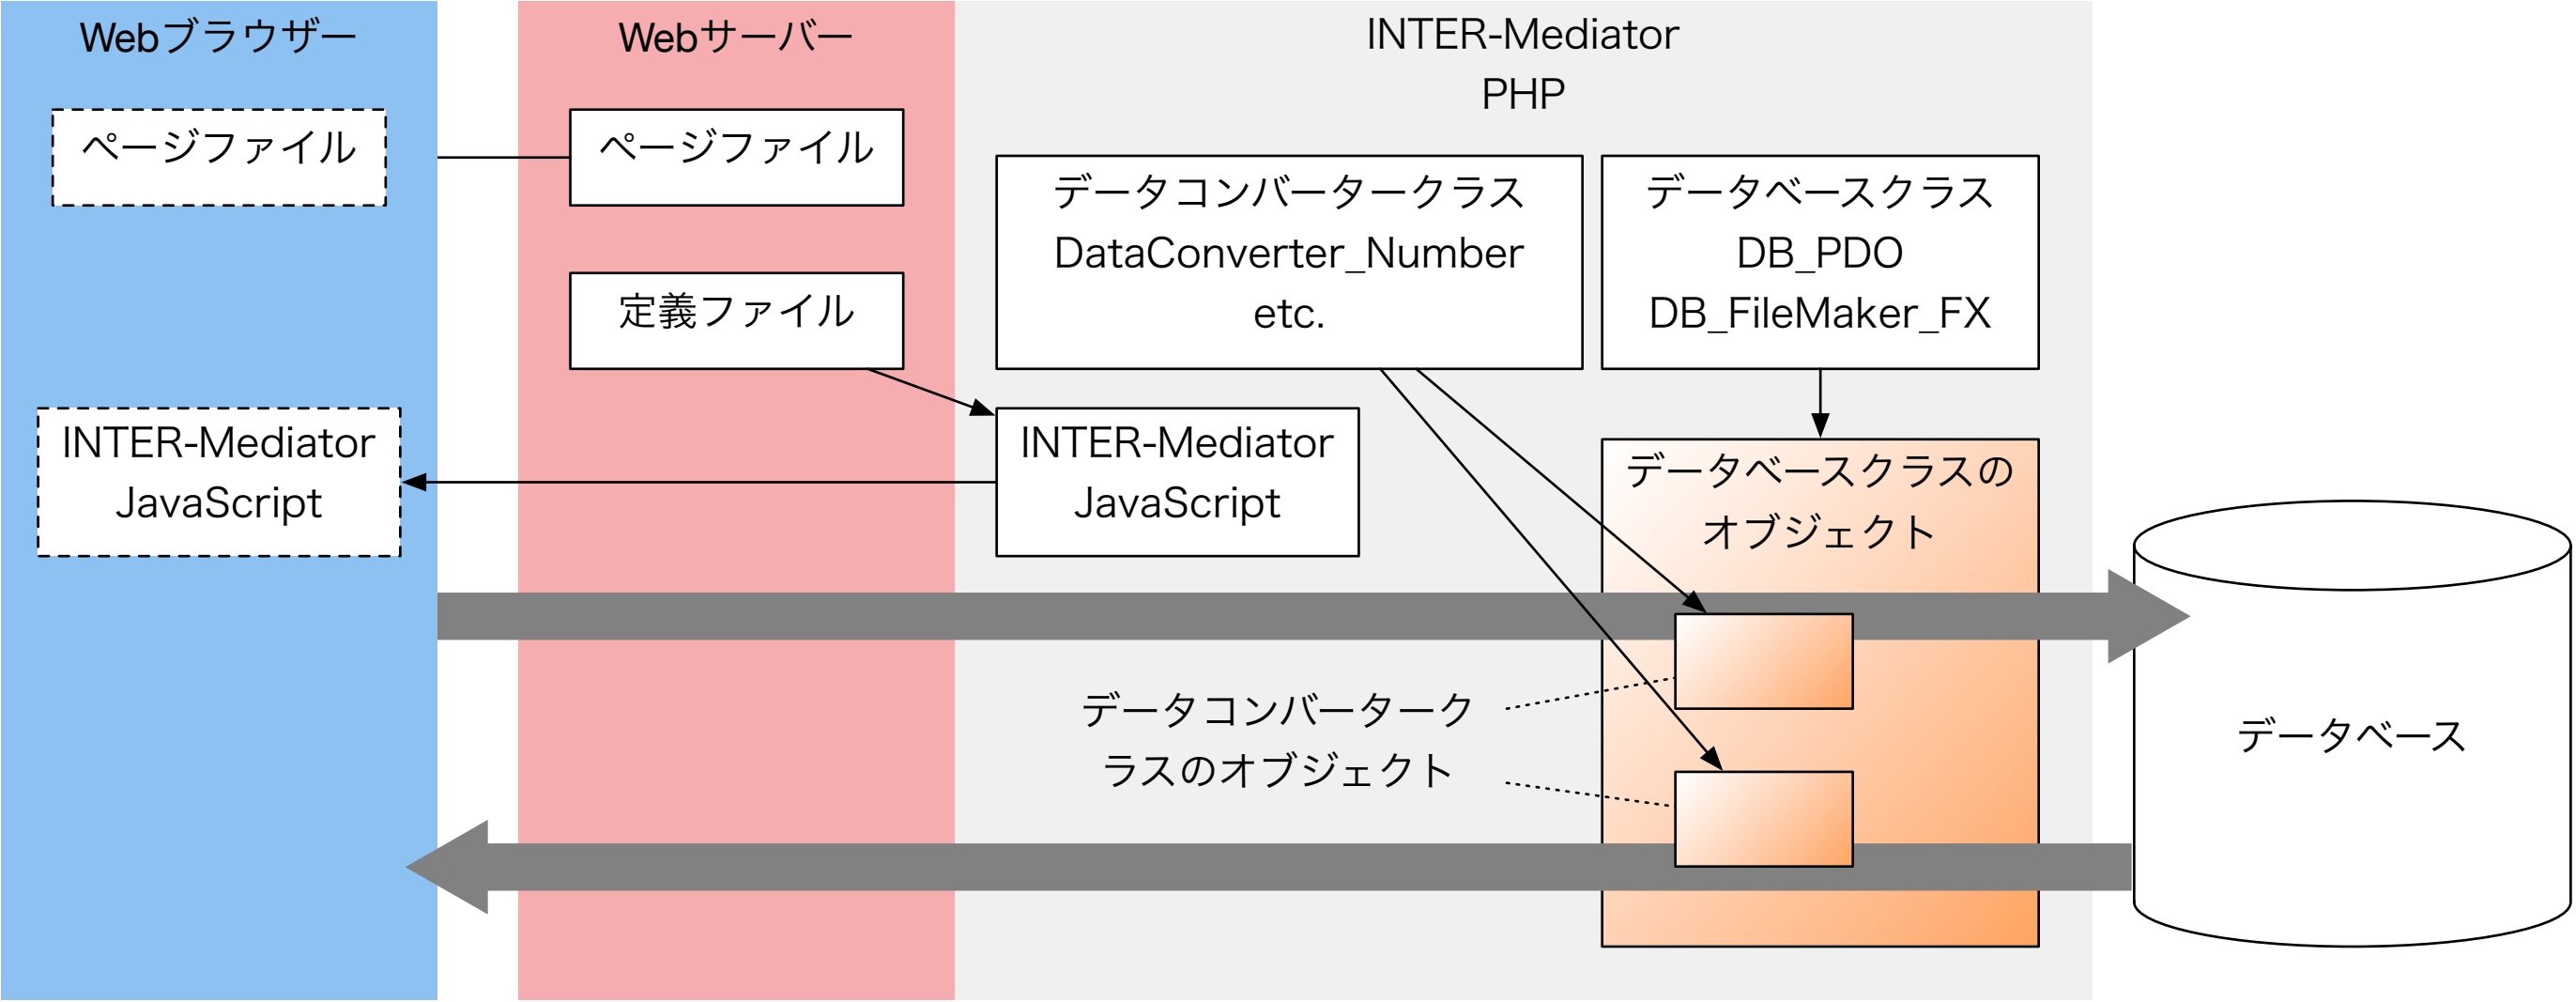 Webブラウザー
Webサーバー
INTER-Mediator
PHP
ページファイル
ページファイル
データコンバータークラス
DataConverter_Number
etc.
データベースクラス
DB_PDO
DB_FileMaker_FX
定義ファイル
INTER-Mediator
JavaScript
INTER-Mediator
JavaScript
データベースクラスの
オブジェクト
データコンバーターク
ラスのオブジェクト
データベース